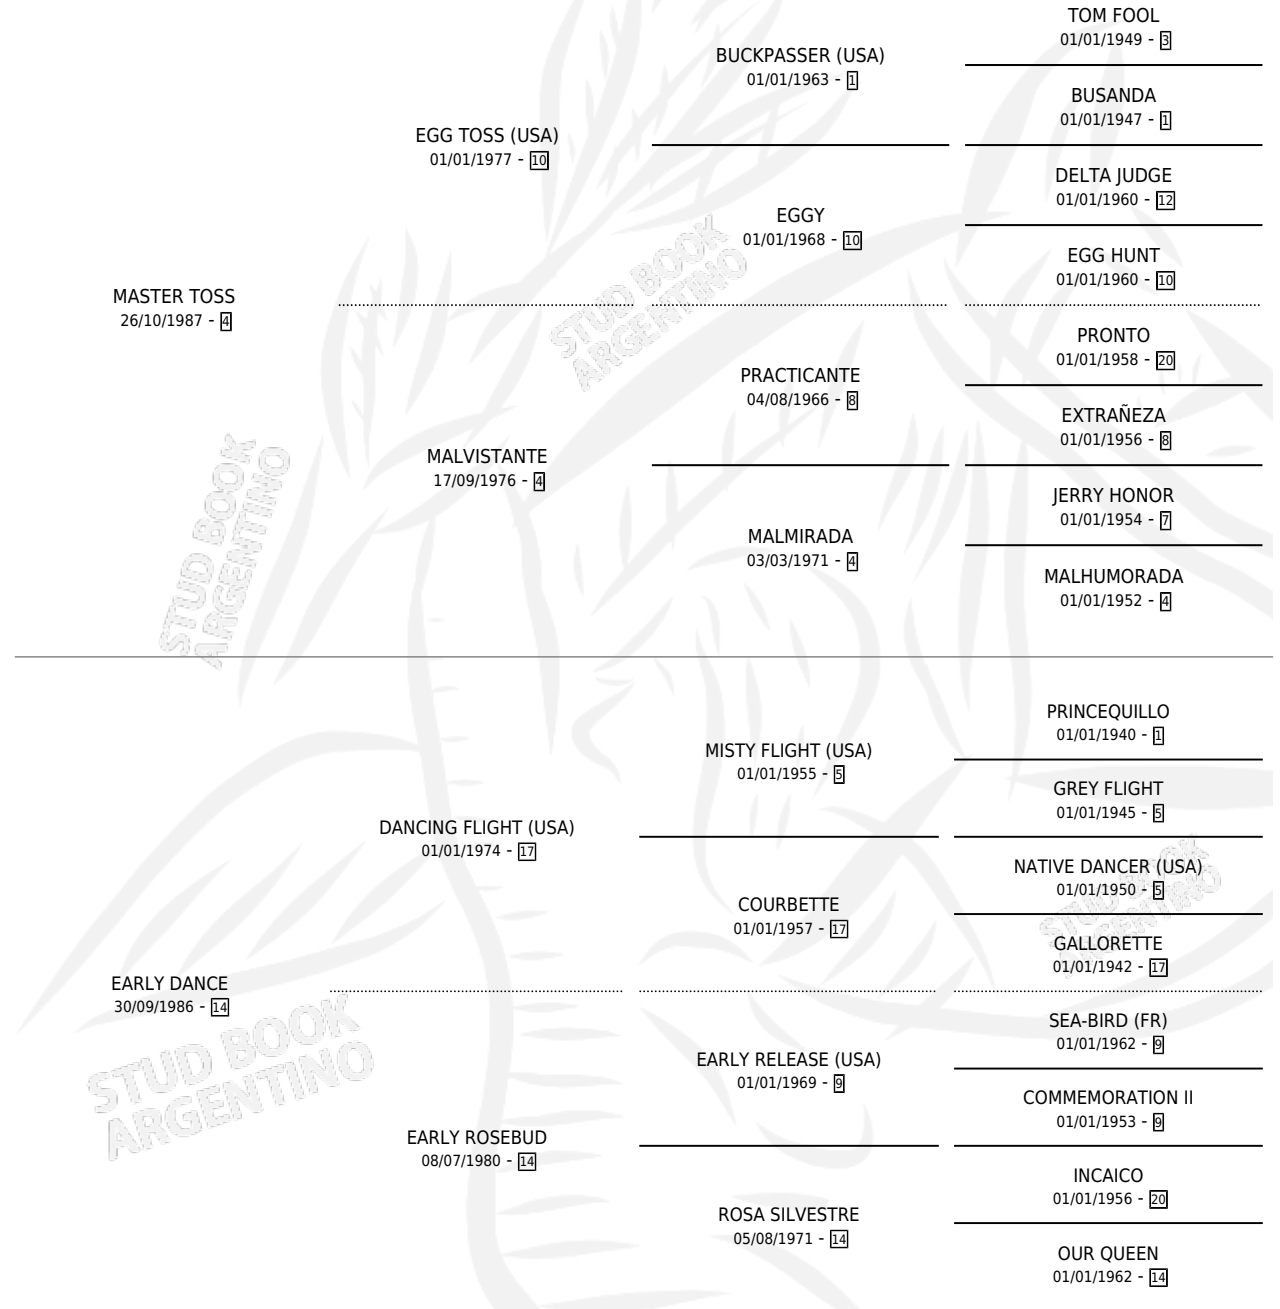 TOM FOOL
01/01/1949 - 3
BUCKPASSER (USA)
01/01/1963 - 1
BUSANDA
01/01/1947 - 1
EGG TOSS (USA)
01/01/1977 - 10
DELTA JUDGE
01/01/1960 - 12
EGGY
01/01/1968 - 10
EGG HUNT
01/01/1960 - 10
MASTER TOSS
26/10/1987 - 4
STUD BOOK
ARGENTINO
PRONTO
01/01/1958 - 20
PRACTICANTE
04/08/1966 - 8
EXTRAÑEZA
01/01/1956 - 8
MALVISTANTE
17/09/1976 - 4
JERRY HONOR
01/01/1954 - 7
MALMIRADA
03/03/1971 - 4
MALHUMORADA
01/01/1952 - 4
STUD BOOK
ARGENTINO
PRINCEQUILLO
01/01/1940 - 1
MISTY FLIGHT (USA)
01/01/1955 - 5
GREY FLIGHT
01/01/1945 - 5
DANCING FLIGHT (USA)
01/01/1974 - 17
NATIVE DANCER (USA)
01/01/1950 - 5
COURBETTE
01/01/1957 - 17
GALLORETTE
01/01/1942 - 17
STUD BOOK
ARGENTINO
EARLY DANCE
30/09/1986 - 14
SEA-BIRD (FR)
01/01/1962 - 9
EARLY RELEASE (USA)
01/01/1969 - 9
COMMEMORATION II
01/01/1953 - 9
STUD BOOK
ARGENTINO
EARLY ROSEBUD
08/07/1980 - 14
INCAICO
01/01/1956 - 20
ROSA SILVESTRE
05/08/1971 - 14
OUR QUEEN
01/01/1962 - 14